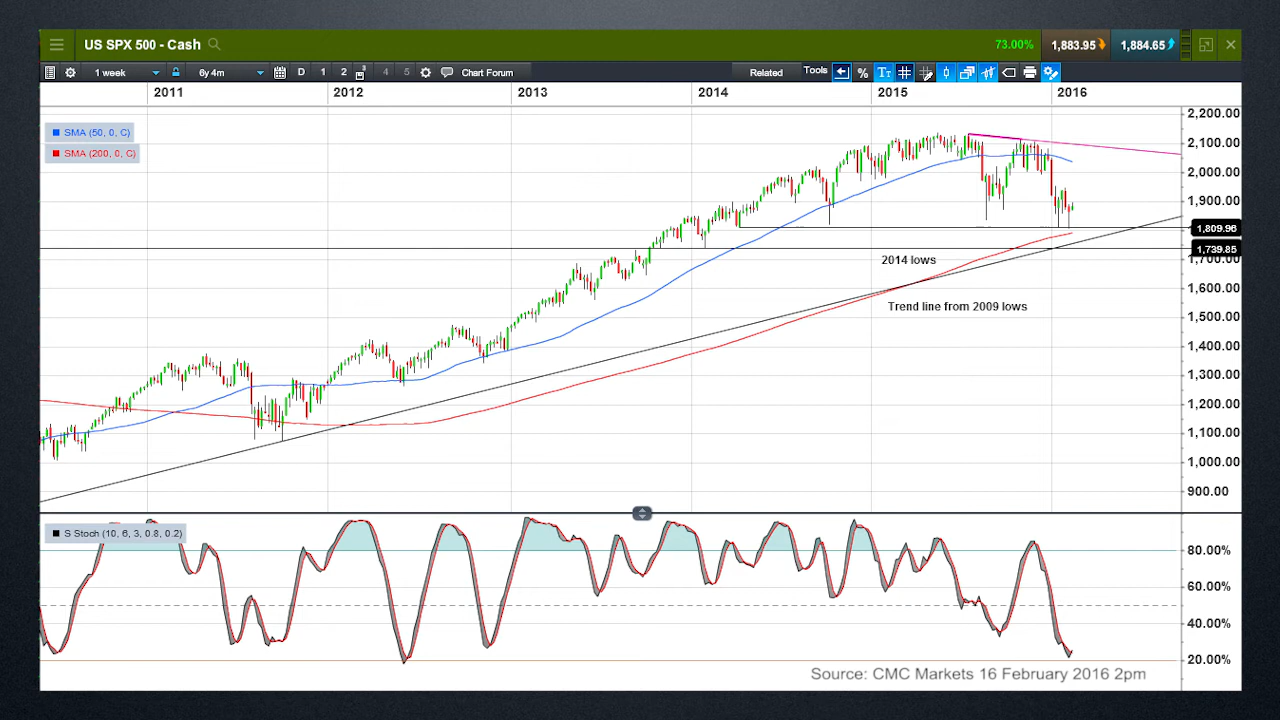 US SPX 500 - Cash 73.00% 1,883.95 1,884.65
1 week 6y 4m D 1 2 3 4 5 Chart Forum Related Tools %
2011 2012 2013 2014 2015 2016
SMA (50, 0, C)
SMA (200, 0, C)
2,200.00
2,100.00
2,000.00
1,900.00
1,809.96
1,739.85
1,700.00
1,600.00
1,500.00
1,400.00
1,300.00
1,200.00
1,100.00
1,000.00
900.00
2014 lows
Trend line from 2009 lows
S Stoch (10, 6, 3, 0.8, 0.2)
80.00%
60.00%
40.00%
20.00%
Source: CMC Markets 16 February 2016 2pm